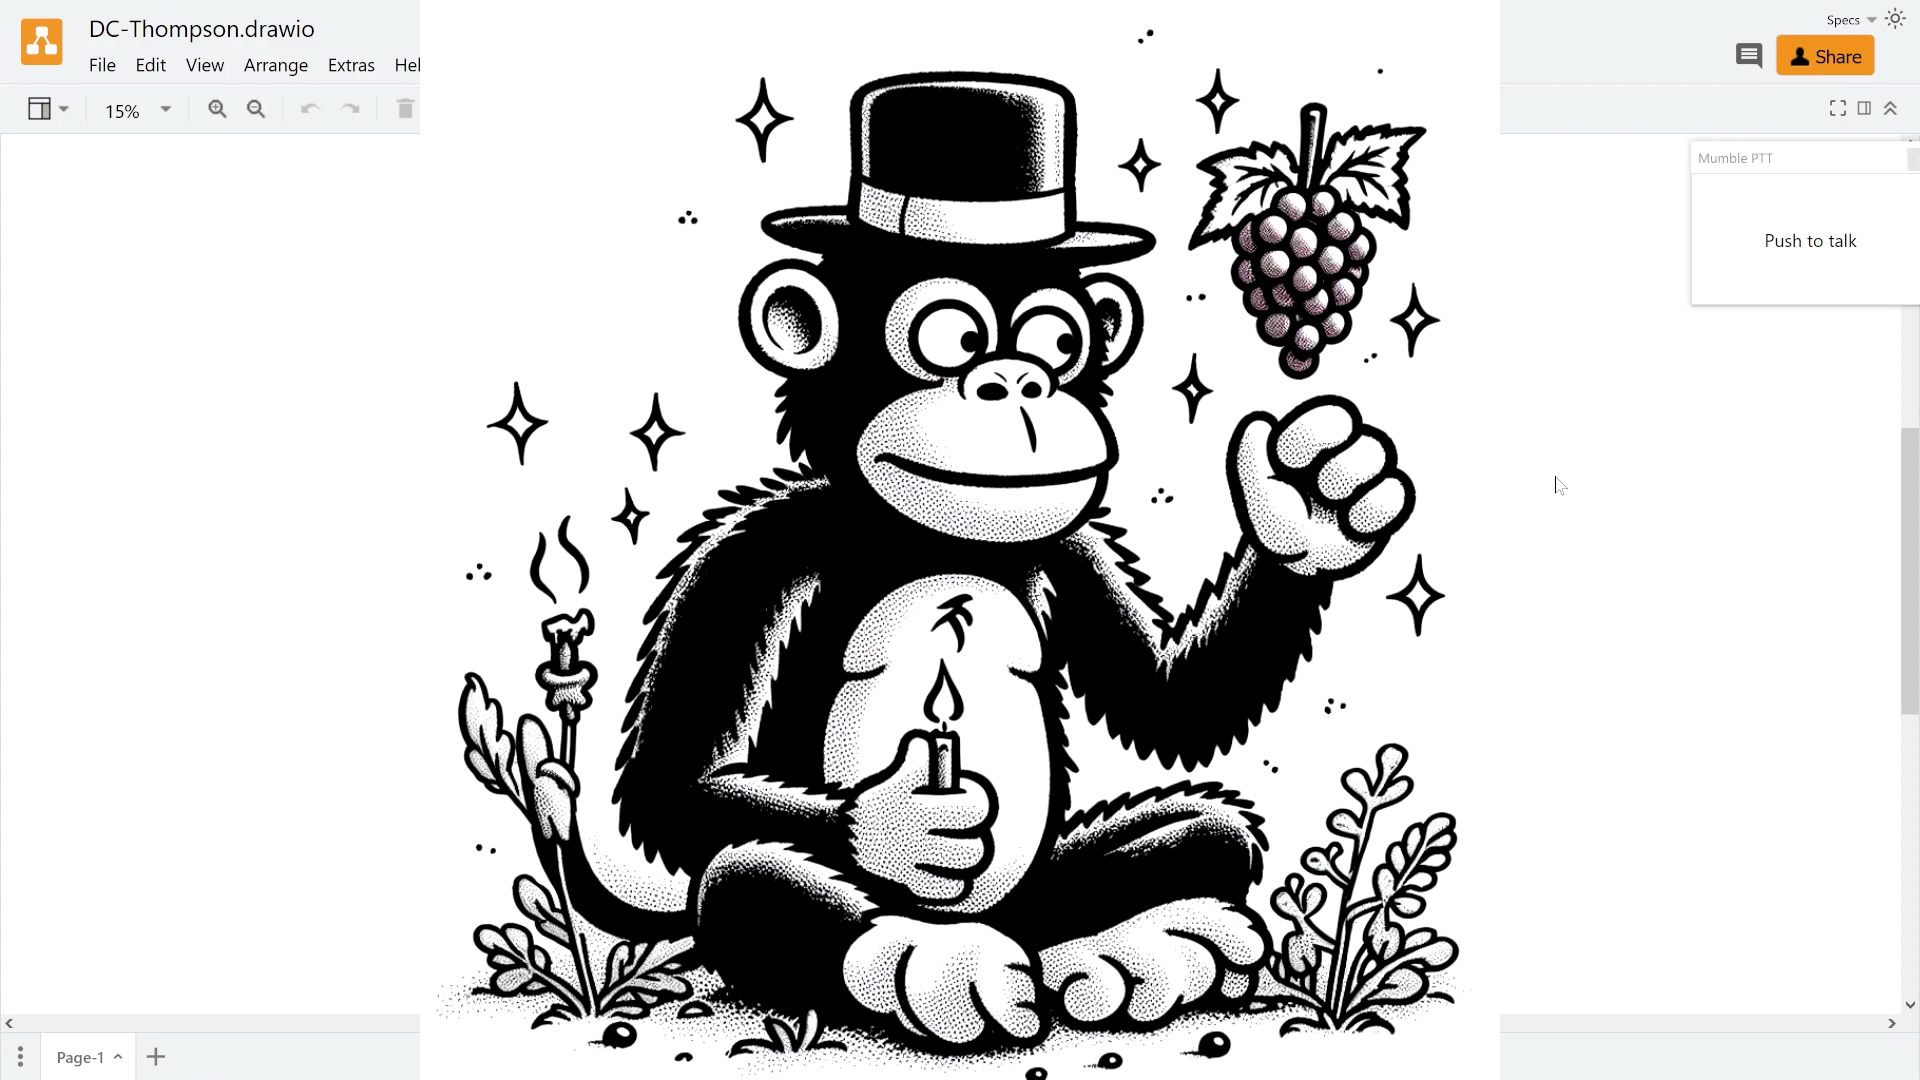 DC-Thompson.drawio
File Edit View Arrange Extras Hel
Specs
Share
15%
Mumble PTT
Push to talk
Page-1